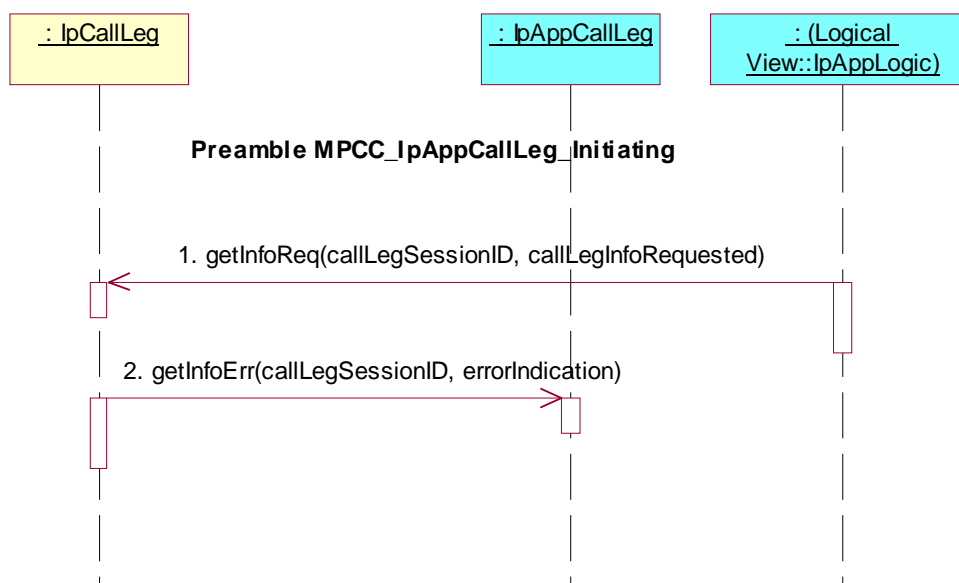 : IpCallLeg
: IpAppCallLeg
: (Logical
View::IpAppLogic)
Preamble MPCC_IpAppCallLeg_Initiating
1. getInfoReq(callLegSessionID, callLegInfoRequested)
2. getInfoErr(callLegSessionID, errorIndication)